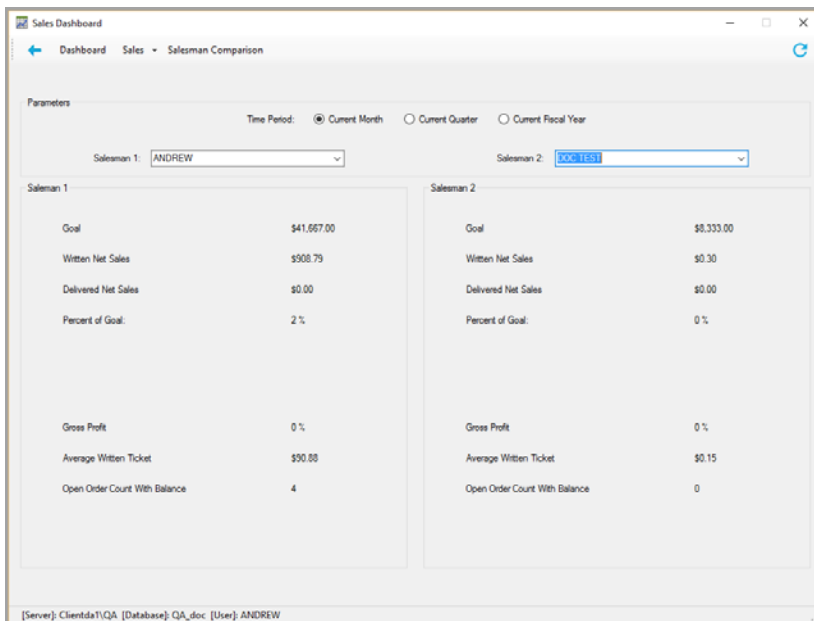 Sales Dashboard
Dashboard Sales Salesman Comparison
Parameters
Time Period: Current Month Current Quarter Current Fiscal Year
Salesman 1: ANDREW Salesman 2: DOC TEST
Saleman 1 Salesman 2
Goal $41,667.00 Goal $8,333.00
Written Net Sales $908.79 Written Net Sales $0.30
Delivered Net Sales $0.00 Delivered Net Sales $0.00
Percent of Goal: 2 % Percent of Goal: 0 %
Gross Profit 0 % Gross Profit 0 %
Average Written Ticket $90.88 Average Written Ticket $0.15
Open Order Count With Balance 4 Open Order Count With Balance 0
[Server]: Clientda1\QA [Database]: QA_doc [User]: ANDREW